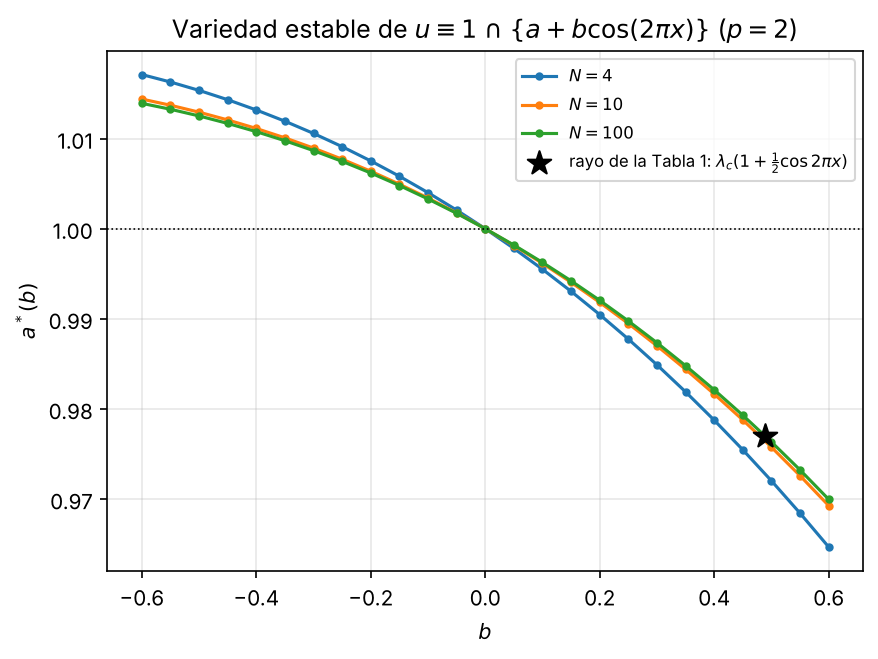 Variedad estable de u ≡ 1 ∩ {a + b cos(2πx)} (p = 2)
N = 4
N = 10
N = 100
rayo de la Tabla 1: λ_c(1 + ½cos 2πx)
1.01
1.00
0.99
0.98
0.97
a*(b)
−0.6
−0.4
−0.2
0.0
0.2
0.4
0.6
b